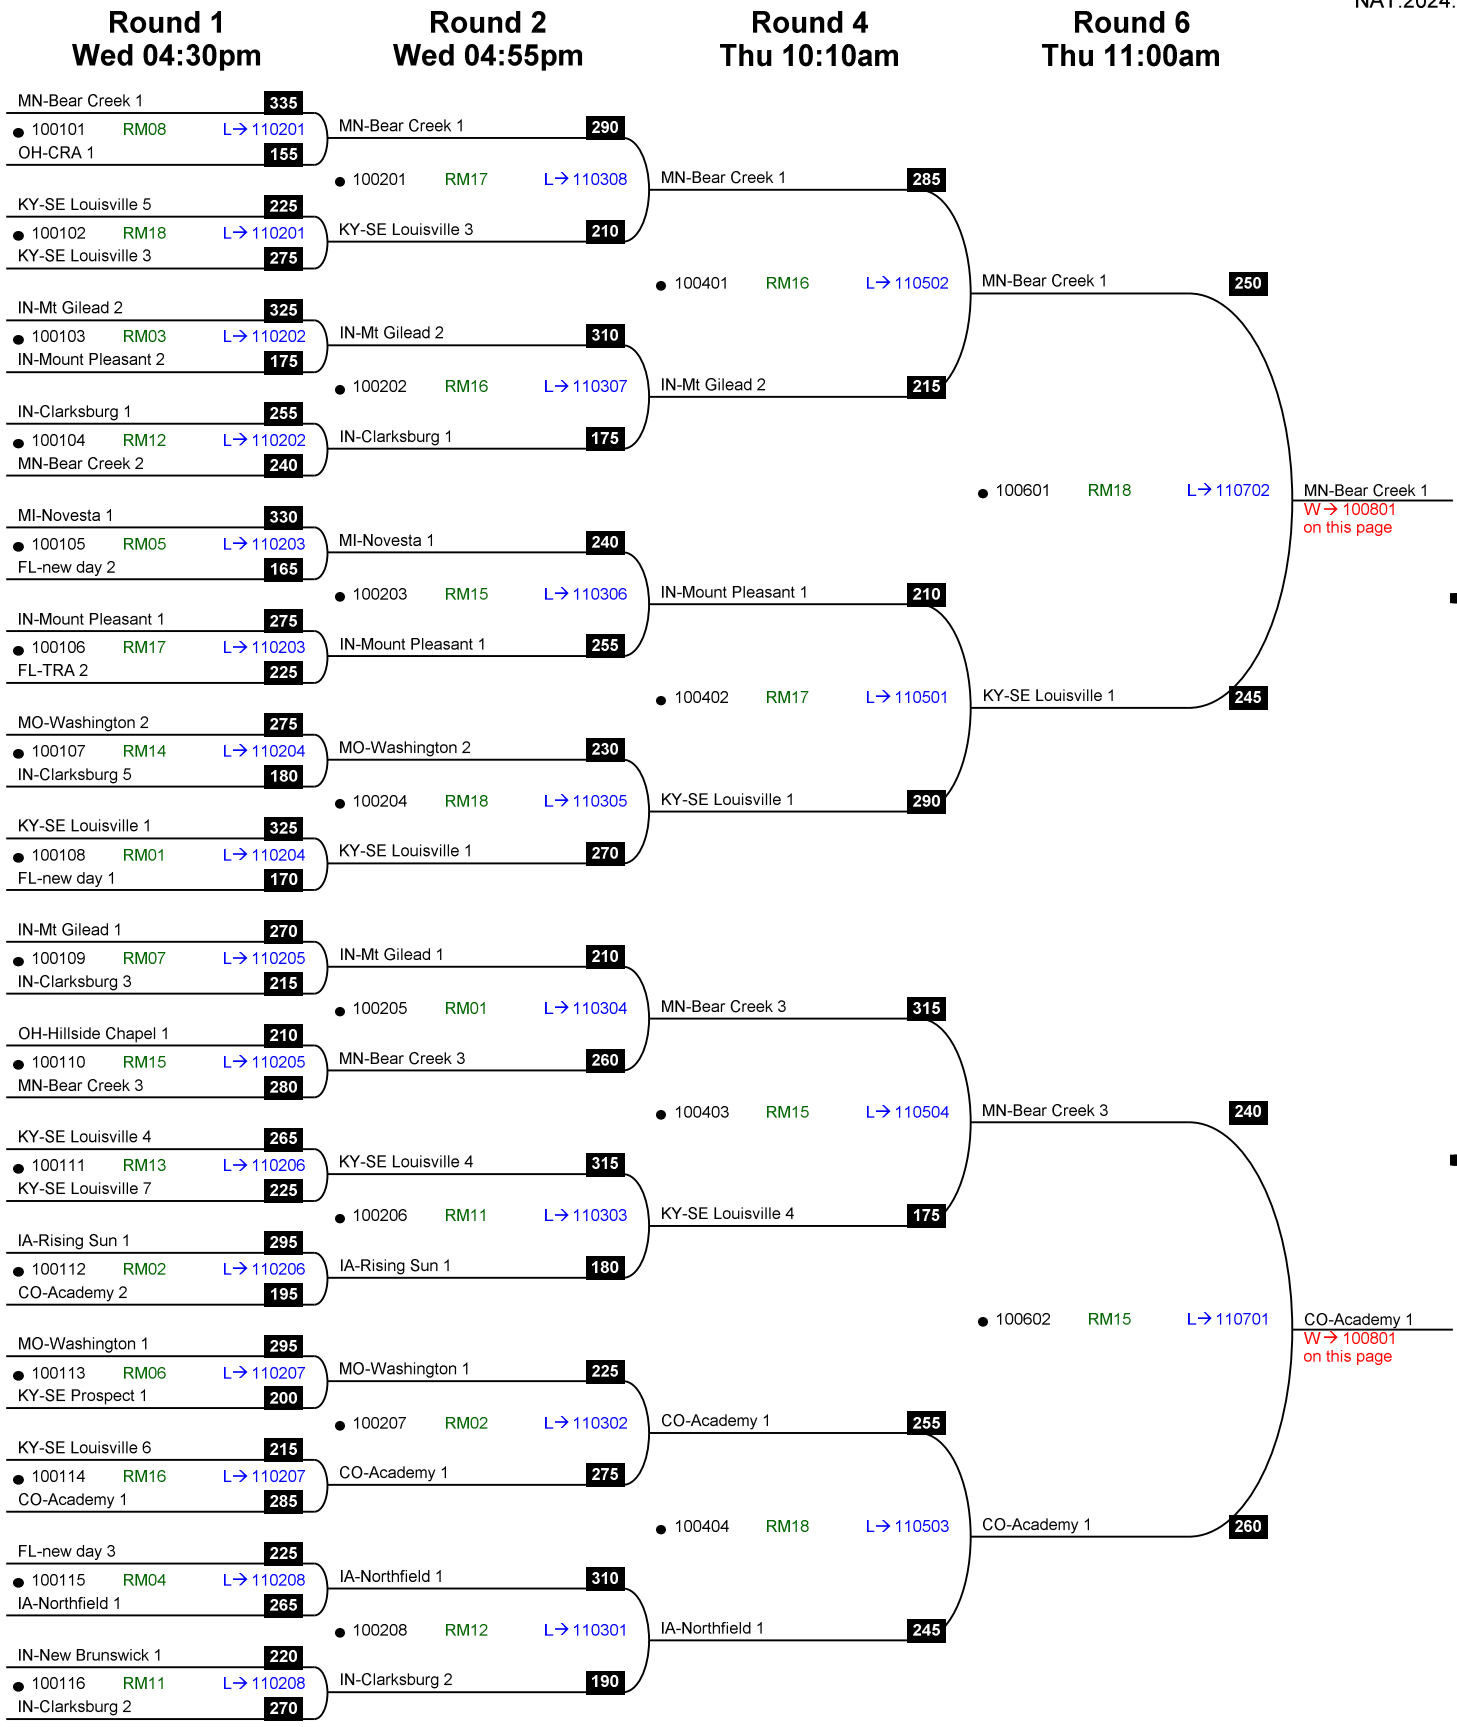 NAT.2024.
Round 1
Wed 04:30pm
Round 2
Wed 04:55pm
Round 4
Thu 10:10am
Round 6
Thu 11:00am
MN-Bear Creek 1 335
100101 RM08 L→110201
OH-CRA 1 155
KY-SE Louisville 5 225
100102 RM18 L→110201
KY-SE Louisville 3 275
IN-Mt Gilead 2 325
100103 RM03 L→110202
IN-Mount Pleasant 2 175
IN-Clarksburg 1 255
100104 RM12 L→110202
MN-Bear Creek 2 240
MI-Novesta 1 330
100105 RM05 L→110203
FL-new day 2 165
IN-Mount Pleasant 1 275
100106 RM17 L→110203
FL-TRA 2 225
MO-Washington 2 275
100107 RM14 L→110204
IN-Clarksburg 5 180
KY-SE Louisville 1 325
100108 RM01 L→110204
FL-new day 1 170
IN-Mt Gilead 1 270
100109 RM07 L→110205
IN-Clarksburg 3 215
OH-Hillside Chapel 1 210
100110 RM15 L→110205
MN-Bear Creek 3 280
KY-SE Louisville 4 265
100111 RM13 L→110206
KY-SE Louisville 7 225
IA-Rising Sun 1 295
100112 RM02 L→110206
CO-Academy 2 195
MO-Washington 1 295
100113 RM06 L→110207
KY-SE Prospect 1 200
KY-SE Louisville 6 215
100114 RM16 L→110207
CO-Academy 1 285
FL-new day 3 225
100115 RM04 L→110208
IA-Northfield 1 265
IN-New Brunswick 1 220
100116 RM11 L→110208
IN-Clarksburg 2 270
MN-Bear Creek 1 290
100201 RM17 L→110308
KY-SE Louisville 3 210
IN-Mt Gilead 2 310
100202 RM16 L→110307
IN-Clarksburg 1 175
MI-Novesta 1 240
100203 RM15 L→110306
IN-Mount Pleasant 1 255
MO-Washington 2 230
100204 RM18 L→110305
KY-SE Louisville 1 270
IN-Mt Gilead 1 210
100205 RM01 L→110304
MN-Bear Creek 3 260
KY-SE Louisville 4 315
100206 RM11 L→110303
IA-Rising Sun 1 180
MO-Washington 1 225
100207 RM02 L→110302
CO-Academy 1 275
IA-Northfield 1 310
100208 RM12 L→110301
IN-Clarksburg 2 190
MN-Bear Creek 1 285
100401 RM16 L→110502
IN-Mt Gilead 2 215
IN-Mount Pleasant 1 210
100402 RM17 L→110501
KY-SE Louisville 1 290
MN-Bear Creek 3 315
100403 RM15 L→110504
KY-SE Louisville 4 175
CO-Academy 1 255
100404 RM18 L→110503
IA-Northfield 1 245
MN-Bear Creek 1 250
100601 RM18 L→110702
KY-SE Louisville 1 245
MN-Bear Creek 3 240
100602 RM15 L→110701
CO-Academy 1 260
MN-Bear Creek 1
W→100801
on this page
CO-Academy 1
W→100801
on this page